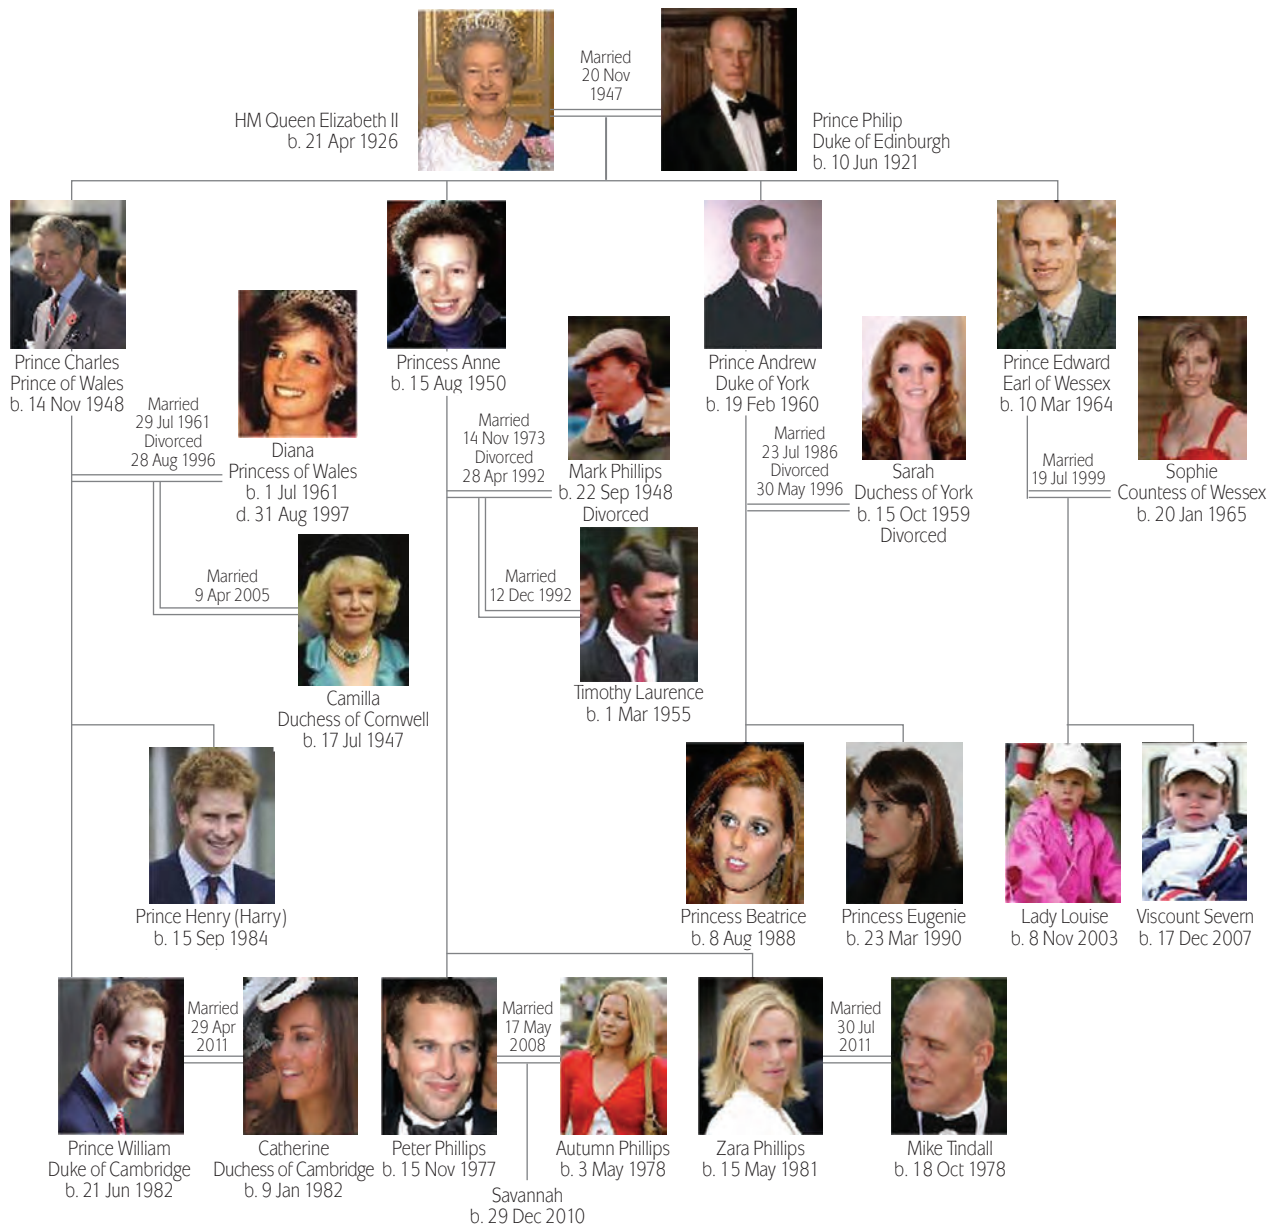 Married
20 Nov
1947
HM Queen Elizabeth II
b. 21 Apr 1926
Prince Philip
Duke of Edinburgh
b. 10 Jun 1921
Prince Charles
Prince of Wales
b. 14 Nov 1948
Married
29 Jul 1961
Divorced
28 Aug 1996
Diana
Princess of Wales
b. 1 Jul 1961
d. 31 Aug 1997
Married
9 Apr 2005
Camilla
Duchess of Cornwell
b. 17 Jul 1947
Princess Anne
b. 15 Aug 1950
Married
14 Nov 1973
Divorced
28 Apr 1992
Mark Phillips
b. 22 Sep 1948
Divorced
Married
12 Dec 1992
Timothy Laurence
b. 1 Mar 1955
Prince Andrew
Duke of York
b. 19 Feb 1960
Married
23 Jul 1986
Divorced
30 May 1996
Sarah
Duchess of York
b. 15 Oct 1959
Divorced
Prince Edward
Earl of Wessex
b. 10 Mar 1964
Married
19 Jul 1999
Sophie
Countess of Wessex
b. 20 Jan 1965
Prince Henry (Harry)
b. 15 Sep 1984
Princess Beatrice
b. 8 Aug 1988
Princess Eugenie
b. 23 Mar 1990
Lady Louise
b. 8 Nov 2003
Viscount Severn
b. 17 Dec 2007
Prince William
Duke of Cambridge
b. 21 Jun 1982
Married
29 Apr
2011
Catherine
Duchess of Cambridge
b. 9 Jan 1982
Peter Phillips
b. 15 Nov 1977
Married
17 May
2008
Autumn Phillips
b. 3 May 1978
Savannah
b. 29 Dec 2010
Zara Phillips
b. 15 May 1981
Married
30 Jul
2011
Mike Tindall
b. 18 Oct 1978